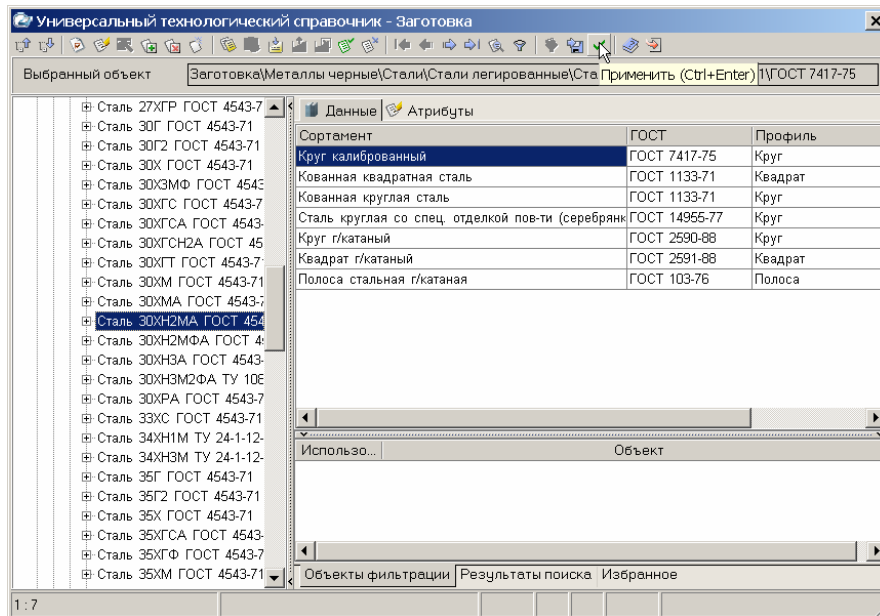 Универсальный технологический справочник - Заготовка
Выбранный объект
Заготовка\Металлы черные\Стали\Стали легированные\Ста
Применить (Ctrl+Enter)
1\ГОСТ 7417-75
Сталь 27ХГР ГОСТ 4543-7
Сталь 30Г ГОСТ 4543-71
Сталь 30Г2 ГОСТ 4543-71
Сталь 30Х ГОСТ 4543-71
Сталь 30Х3МФ ГОСТ 4543
Сталь 30ХГС ГОСТ 4543-7
Сталь 30ХГСА ГОСТ 4543-
Сталь 30ХГСН2А ГОСТ 45
Сталь 30ХГТ ГОСТ 4543-7
Сталь 30ХМ ГОСТ 4543-71
Сталь 30ХМА ГОСТ 4543-7
Сталь 30ХН2МА ГОСТ 454
Сталь 30ХН2МФА ГОСТ 4
Сталь 30ХН3А ГОСТ 4543-
Сталь 30ХН3М2ФА ТУ 108
Сталь 30ХРА ГОСТ 4543-7
Сталь 33ХС ГОСТ 4543-71
Сталь 34ХН1М ТУ 24-1-12-
Сталь 34ХН3М ТУ 24-1-12-
Сталь 35Г ГОСТ 4543-71
Сталь 35Г2 ГОСТ 4543-71
Сталь 35Х ГОСТ 4543-71
Сталь 35ХГСА ГОСТ 4543-
Сталь 35ХГФ ГОСТ 4543-7
Сталь 35ХМ ГОСТ 4543-71
Данные Атрибуты
Сортамент ГОСТ Профиль
Круг калиброванный ГОСТ 7417-75 Круг
Кованная квадратная сталь ГОСТ 1133-71 Квадрат
Кованная круглая сталь ГОСТ 1133-71 Круг
Сталь круглая со спец. отделкой пов-ти (серебрянк ГОСТ 14955-77 Круг
Круг г/катаный ГОСТ 2590-88 Круг
Квадрат г/катаный ГОСТ 2591-88 Квадрат
Полоса стальная г/катаная ГОСТ 103-76 Полоса
Использо... Объект
Объекты фильтрации Результаты поиска Избранное
1 : 7